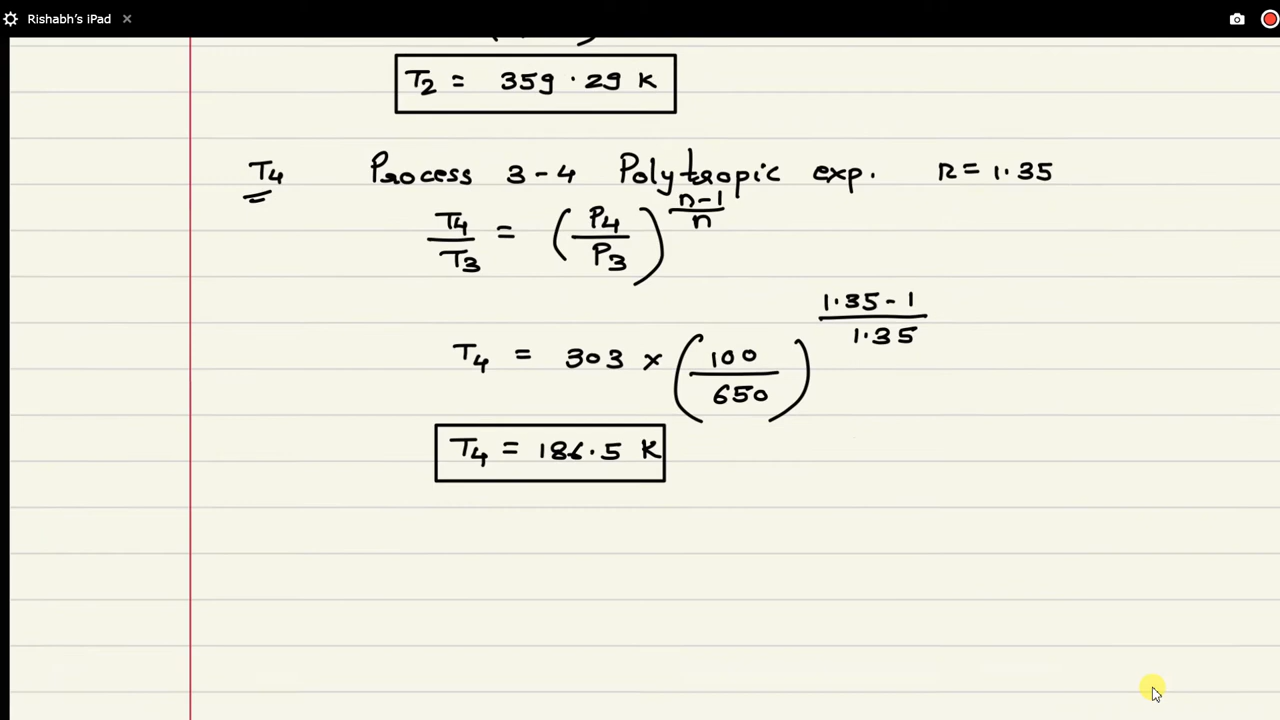 Rishabh's iPad
T2 = 359.29 K
T4 Process 3-4 Polytropic exp. n = 1.35
T4/T3 = (P4/P3)^(n-1/n)
T4 = 303 × (100/650)^(1.35-1/1.35)
T4 = 186.5 K